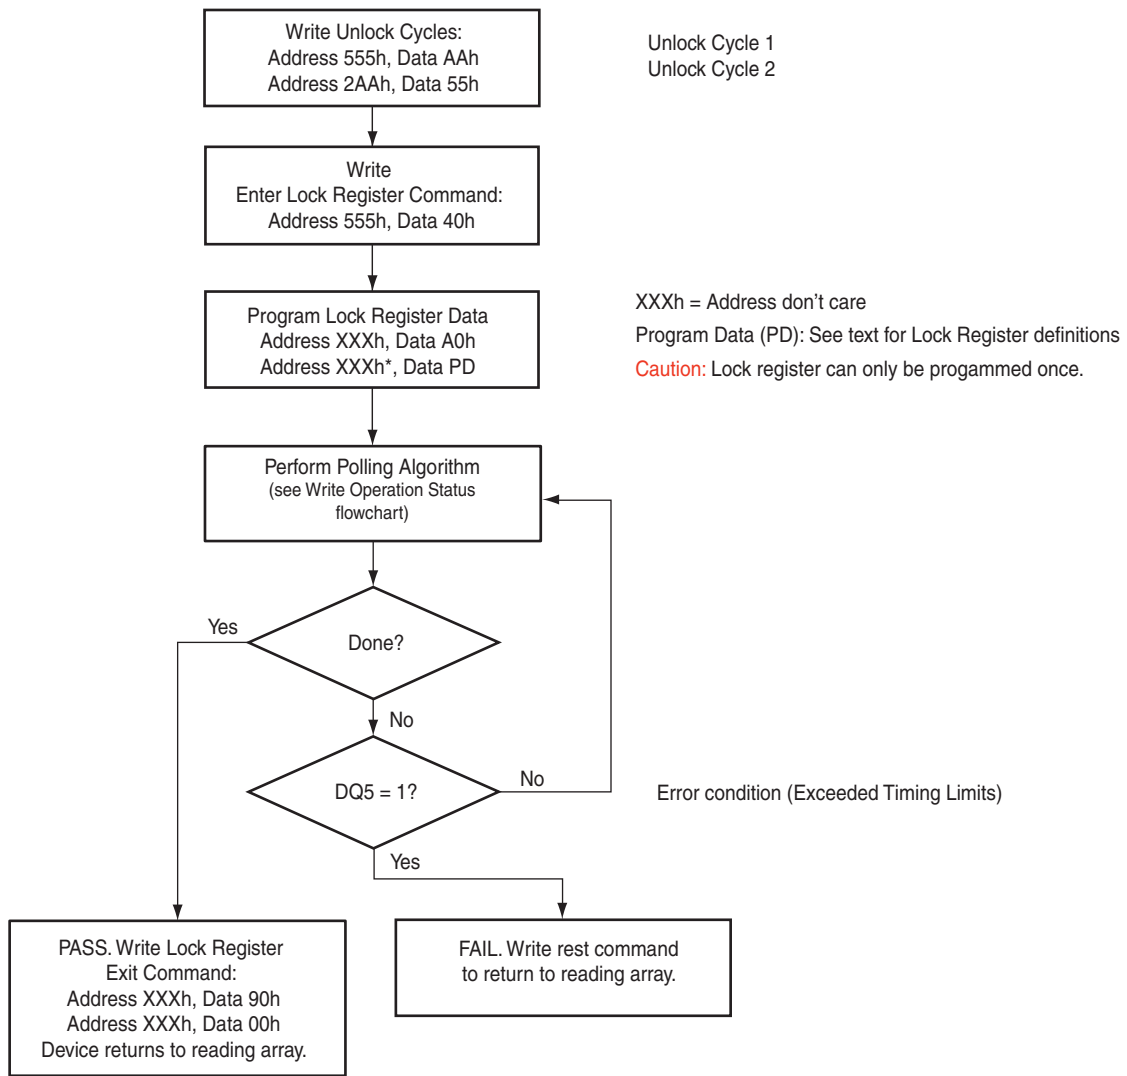 Write Unlock Cycles:
Address 555h, Data AAh
Address 2AAh, Data 55h
Unlock Cycle 1
Unlock Cycle 2
Write
Enter Lock Register Command:
Address 555h, Data 40h
Program Lock Register Data
Address XXXh, Data A0h
Address XXXh*, Data PD
XXXh = Address don't care
Program Data (PD): See text for Lock Register definitions
Caution: Lock register can only be progammed once.
Perform Polling Algorithm
(see Write Operation Status
flowchart)
Yes
Done?
No
DQ5 = 1?
No
Error condition (Exceeded Timing Limits)
Yes
PASS. Write Lock Register
Exit Command:
Address XXXh, Data 90h
Address XXXh, Data 00h
Device returns to reading array.
FAIL. Write rest command
to return to reading array.